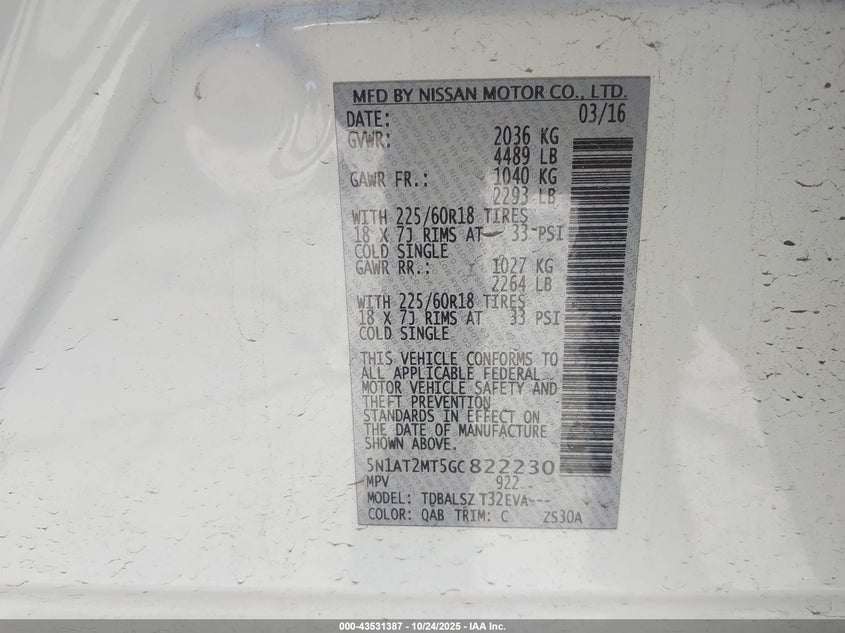 MFD BY NISSAN MOTOR CO., LTD.
DATE: 03/16
GVWR: 2036 KG
4489 LB
GAWR FR.: 1040 KG
2293 LB
WITH 225/60R18 TIRES
18 X 7J RIMS AT 33 PSI
COLD SINGLE
GAWR RR.: 1027 KG
2264 LB
WITH 225/60R18 TIRES
18 X 7J RIMS AT 33 PSI
COLD SINGLE
THIS VEHICLE CONFORMS TO
ALL APPLICABLE FEDERAL
MOTOR VEHICLE SAFETY AND
THEFT PREVENTION
STANDARDS IN EFFECT ON
THE DATE OF MANUFACTURE
SHOWN ABOVE.
5N1AT2MT5GC822230
MPV 922
MODEL: TDBALSZ T32EVA---
COLOR: QAB TRIM: C ZS30A
000-43531387 - 10/24/2025 - IAA Inc.